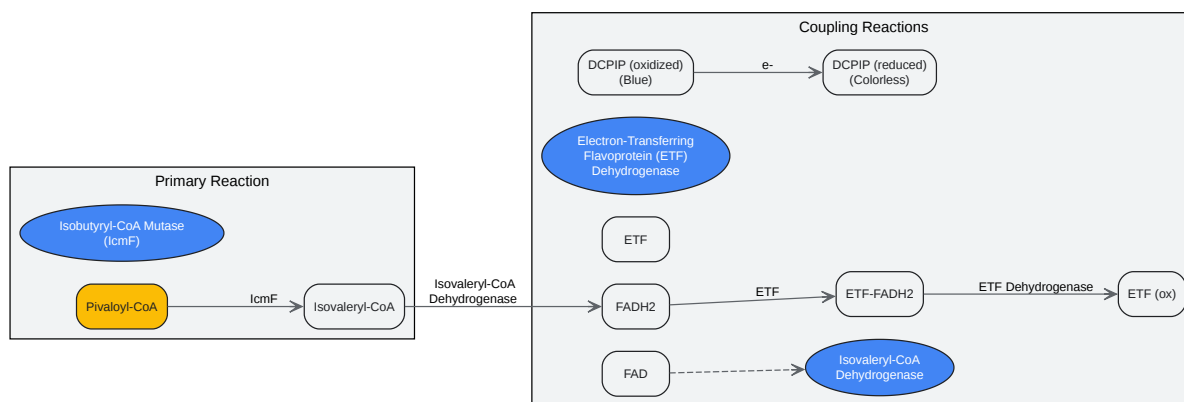 Primary Reaction
Isobutyryl-CoA Mutase
(IcmF)
Pivaloyl-CoA
IcmF
Isovaleryl-CoA
Isovaleryl-CoA
Dehydrogenase
Coupling Reactions
DCPIP (oxidized)
(Blue)
e-
DCPIP (reduced)
(Colorless)
Electron-Transferring
Flavoprotein (ETF)
Dehydrogenase
ETF
FADH2
ETF
ETF-FADH2
ETF Dehydrogenase
ETF (ox)
FAD
Isovaleryl-CoA
Dehydrogenase